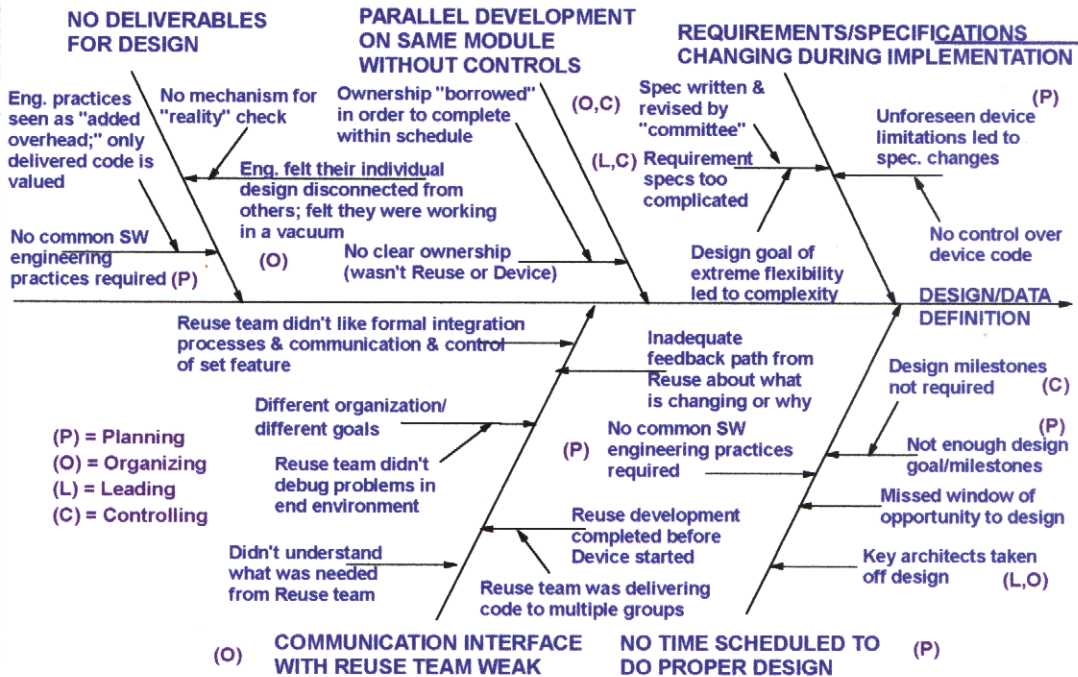 NO DELIVERABLES
FOR DESIGN
PARALLEL DEVELOPMENT
ON SAME MODULE
WITHOUT CONTROLS
REQUIREMENTS/SPECIFICATIONS
CHANGING DURING IMPLEMENTATION
Eng. practices
seen as "added
overhead;" only
delivered code is
valued
No mechanism for
"reality" check
Eng. felt their individual
design disconnected from
others; felt they were working
in a vacuum
No common SW
engineering
practices required (P)
(O)
Ownership "borrowed"
in order to complete
within schedule
(O,C)
No clear ownership
(wasn't Reuse or Device)
Spec written &
revised by
"committee"
(L,C)
Requirement
specs too
complicated
Design goal of
extreme flexibility
led to complexity
(P)
Unforeseen device
limitations led to
spec. changes
No control over
device code
DESIGN/DATA
DEFINITION
Reuse team didn't like formal integration
processes & communication & control
of set feature
Inadequate
feedback path from
Reuse about what
is changing or why
Different organization/
different goals
Reuse team didn't
debug problems in
end environment
Reuse development
completed before
Device started
Didn't understand
what was needed
from Reuse team
Reuse team was delivering
code to multiple groups
(P) = Planning
(O) = Organizing
(L) = Leading
(C) = Controlling
Design milestones
not required
(C)
(P)
No common SW
engineering practices
required
(P)
Not enough design
goal/milestones
Missed window of
opportunity to design
Key architects taken
off design
(L,O)
(O)
COMMUNICATION INTERFACE
WITH REUSE TEAM WEAK
NO TIME SCHEDULED TO
DO PROPER DESIGN
(P)